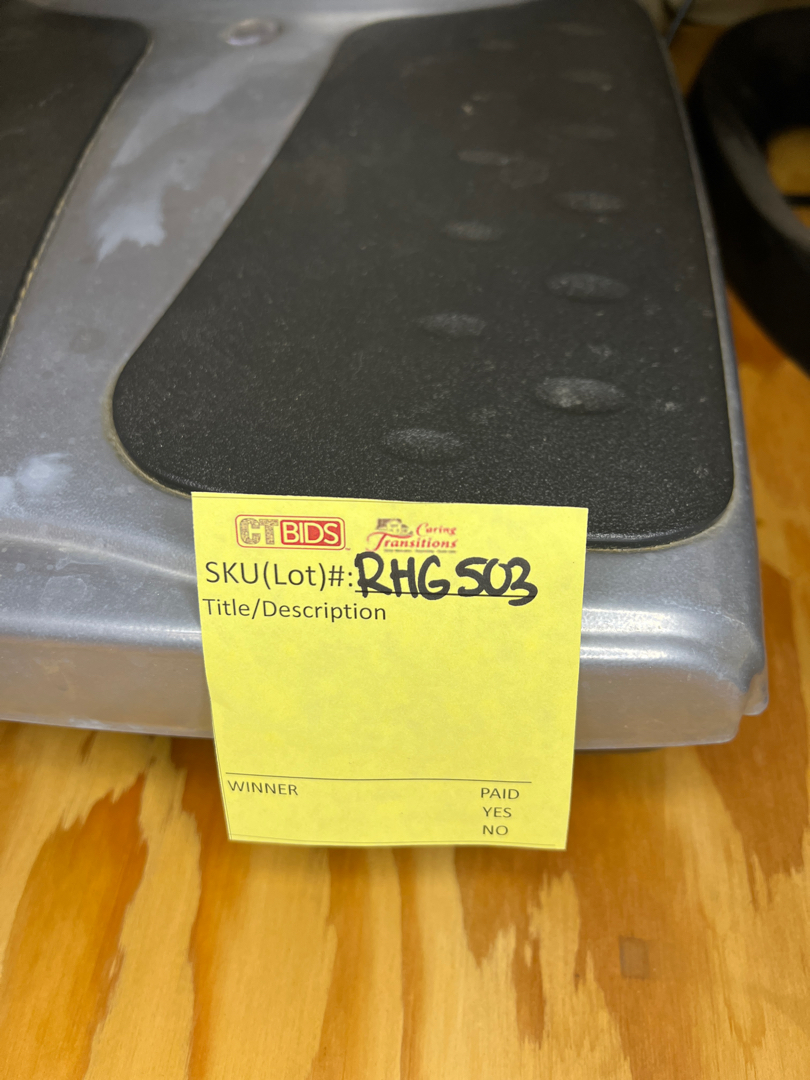 CTBIDS
Caring
Transitions
SKU(Lot)#: RHG503
Title/Description
WINNER
PAID
YES
NO